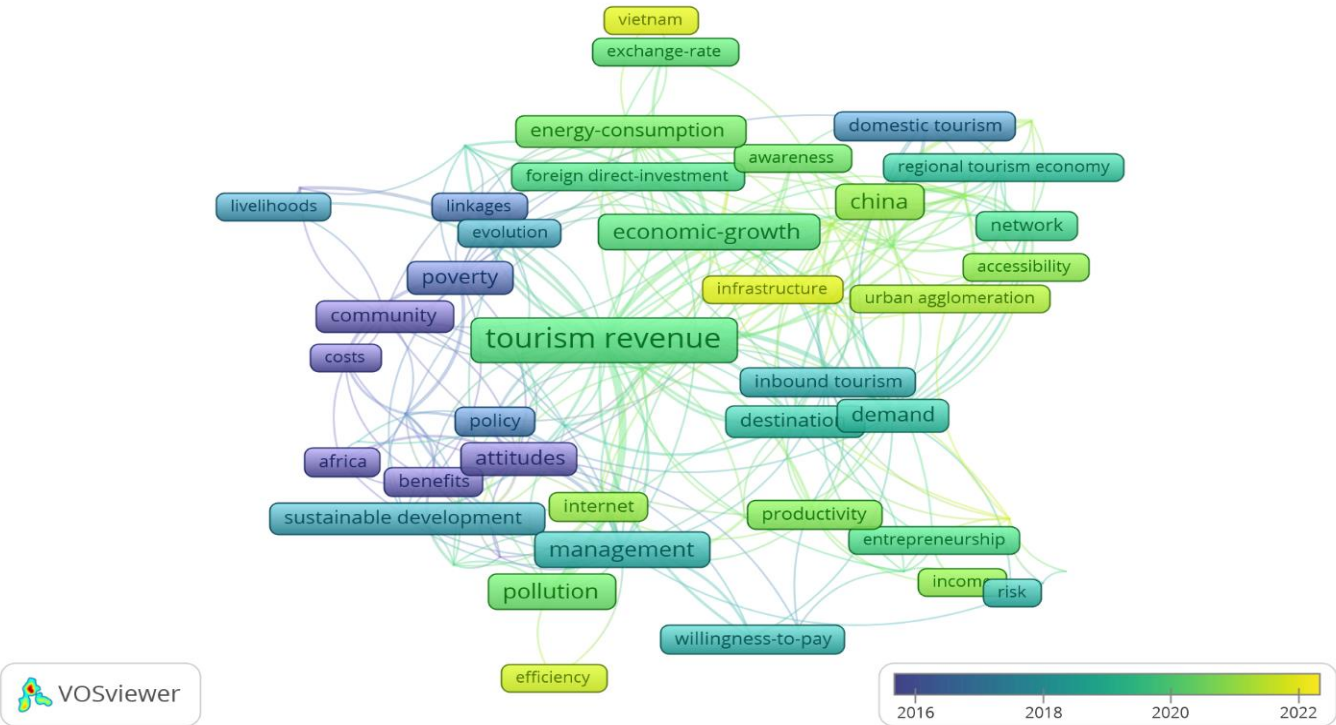 vietnam
exchange-rate
energy-consumption
domestic tourism
awareness
regional tourism economy
foreign direct-investment
china
livelihoods
linkages
network
evolution
economic-growth
accessibility
poverty
infrastructure
urban agglomeration
community
tourism revenue
costs
inbound tourism
demand
destination
policy
attitudes
africa
benefits
internet
productivity
sustainable development
entrepreneurship
management
income
risk
pollution
willingness-to-pay
efficiency
VOSviewer
2016 2018 2020 2022